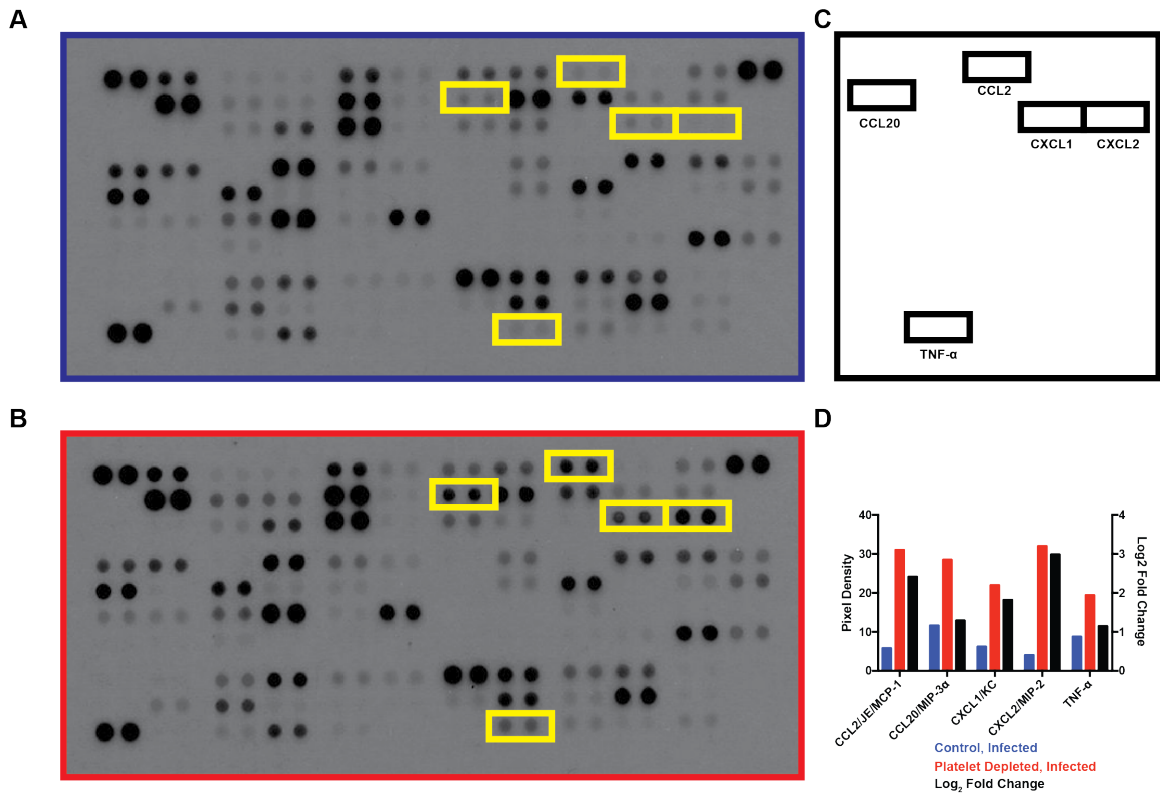 A
C
CCL2
CCL20
CXCL1 CXCL2
TNF-α
B
D
40
30
20
10
0
Pixel Density
4
3
2
1
0
Log2 Fold Change
CCL2/JE/MCP-1
CCL20/MIP-3α
CXCL1/KC
CXCL2/MIP-2
TNF-α
Control, Infected
Platelet Depleted, Infected
Log₂ Fold Change